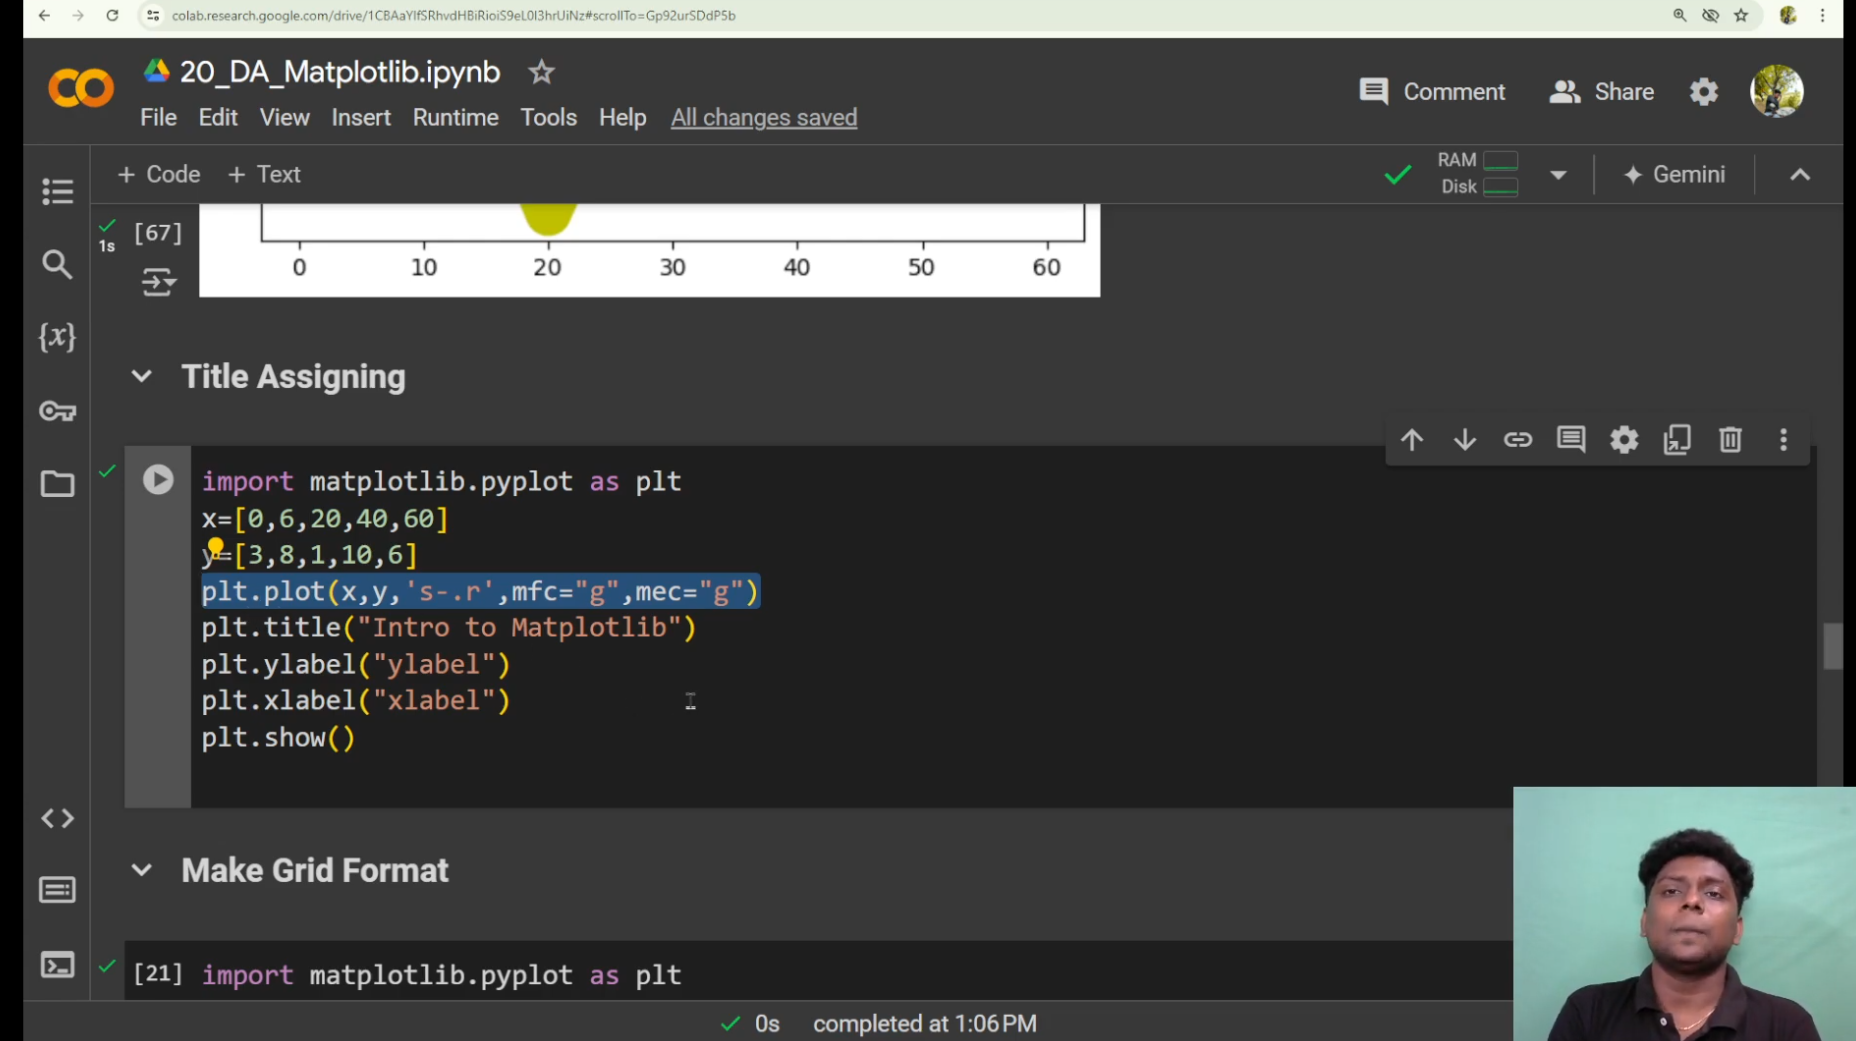 colab.research.google.com/drive/1CBAaYlfSRhvdHBiRioiS9eL0l3hrUiNz#scrollTo=Gp92urSDdP5b
20_DA_Matplotlib.ipynb
Comment
Share
File Edit View Insert Runtime Tools Help All changes saved
+ Code + Text
RAM
Disk
Gemini
1s
[67]
0 10 20 30 40 50 60
{x}
Title Assigning
import matplotlib.pyplot as plt
x=[0,6,20,40,60]
y=[3,8,1,10,6]
plt.plot(x,y,'s-.r',mfc="g",mec="g")
plt.title("Intro to Matplotlib")
plt.ylabel("ylabel")
plt.xlabel("xlabel")
plt.show()
Make Grid Format
[21] import matplotlib.pyplot as plt
0s completed at 1:06 PM